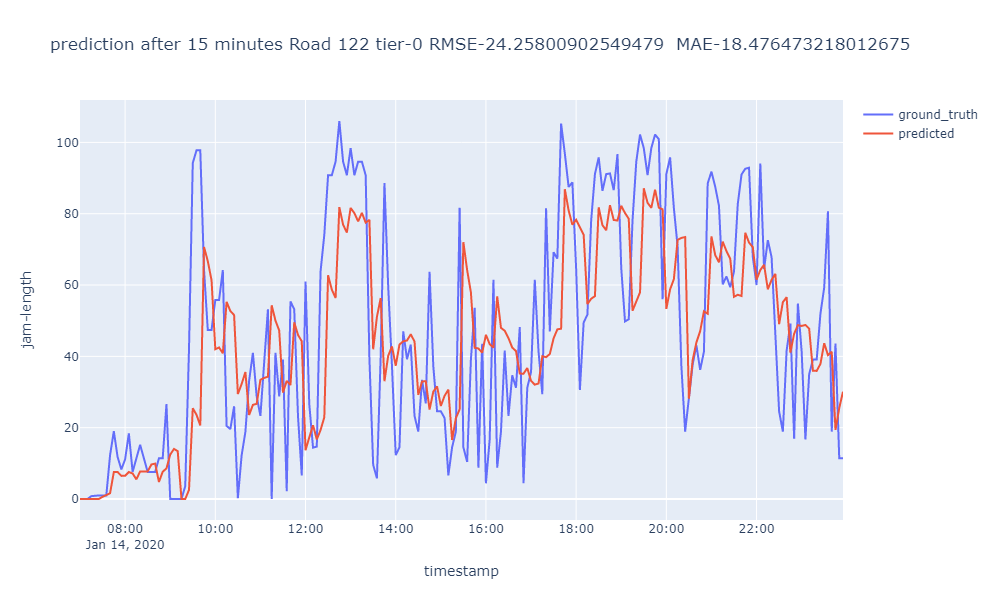 prediction after 15 minutes Road 122 tier-0 RMSE-24.25800902549479  MAE-18.476473218012675
ground_truth
predicted
100
80
60
40
20
0
jam-length
08:00 10:00 12:00 14:00 16:00 18:00 20:00 22:00
Jan 14, 2020
timestamp